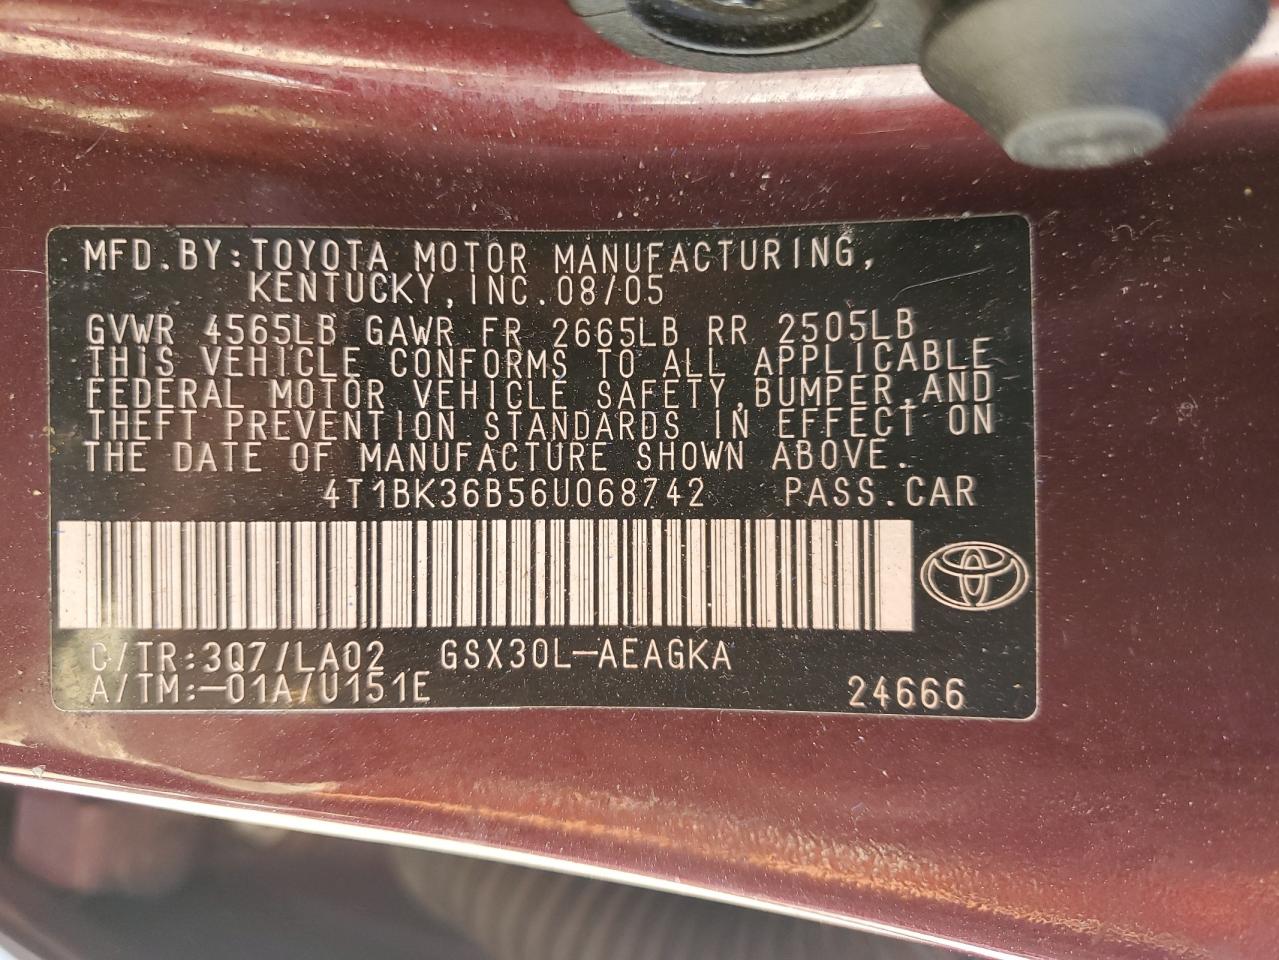 MFD.BY:TOYOTA MOTOR MANUFACTURING,
KENTUCKY,INC.08/05
GVWR 4565LB GAWR FR 2665LB RR 2505LB
THIS VEHICLE CONFORMS TO ALL APPLICABLE
FEDERAL MOTOR VEHICLE SAFETY,BUMPER,AND
THEFT PREVENTION STANDARDS IN EFFECT ON
THE DATE OF MANUFACTURE SHOWN ABOVE.
4T1BK36B56U068742 PASS.CAR
C/TR:3Q7/LA02 GSX30L-AEAGKA
A/TM:-01A/U151E 24666